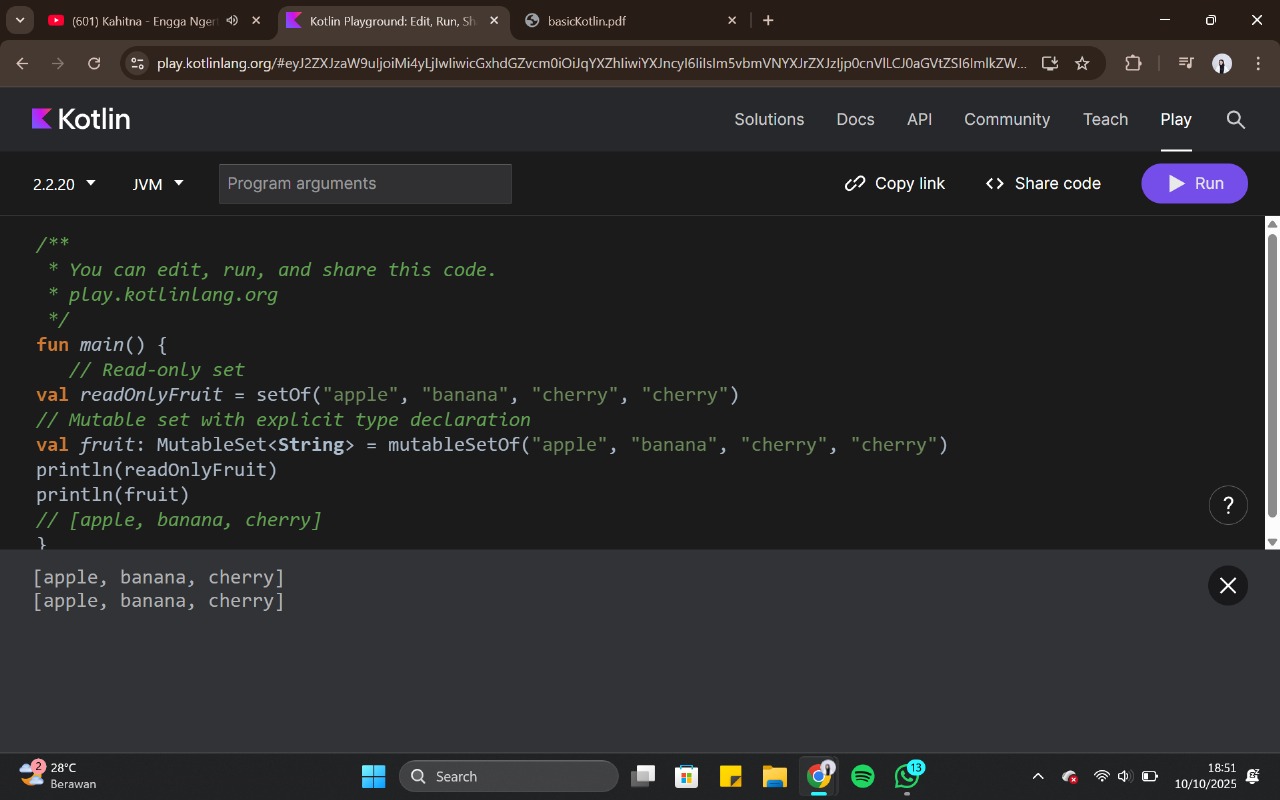 (601) Kahitna - Engga Nger
Kotlin Playground: Edit, Run, Sh
basicKotlin.pdf
Kotlin
Solutions
Docs
API
Community
Teach
Play
2.2.20
JVM
Program arguments
Copy link
Share code
Run
/**
* You can edit, run, and share this code.
* play.kotlinlang.org
*/
fun main() {
// Read-only set
val readOnlyFruit = setOf("apple", "banana", "cherry", "cherry")
// Mutable set with explicit type declaration
val fruit: MutableSet<String> = mutableSetOf("apple", "banana", "cherry", "cherry")
println(readOnlyFruit)
println(fruit)
// [apple, banana, cherry]
}
?
[apple, banana, cherry]
[apple, banana, cherry]
2
28°C
Berawan
Search
13
18:51
10/10/2025